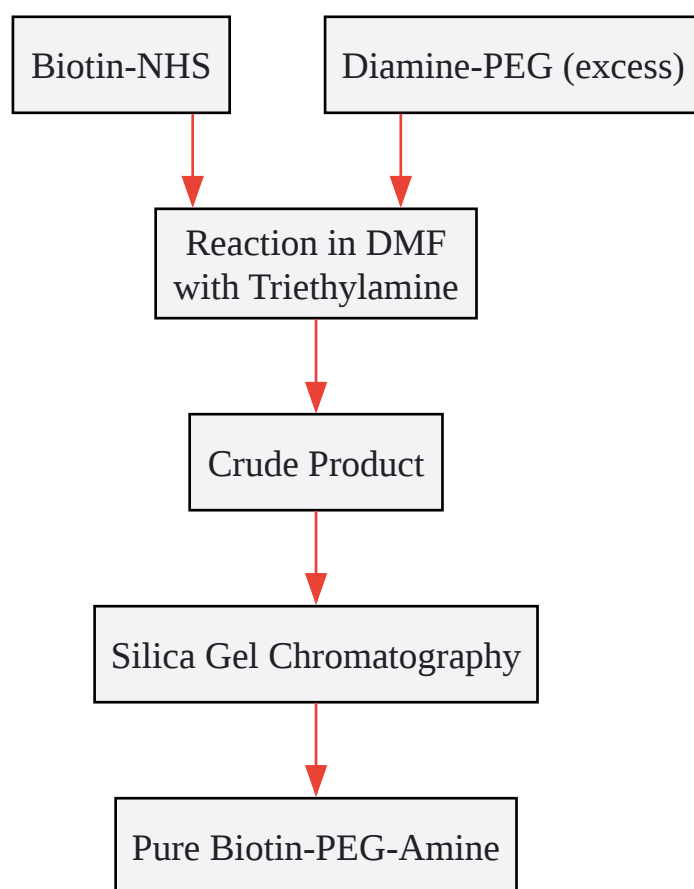 Biotin-NHS
Diamine-PEG (excess)
Reaction in DMF
with Triethylamine
Crude Product
Silica Gel Chromatography
Pure Biotin-PEG-Amine